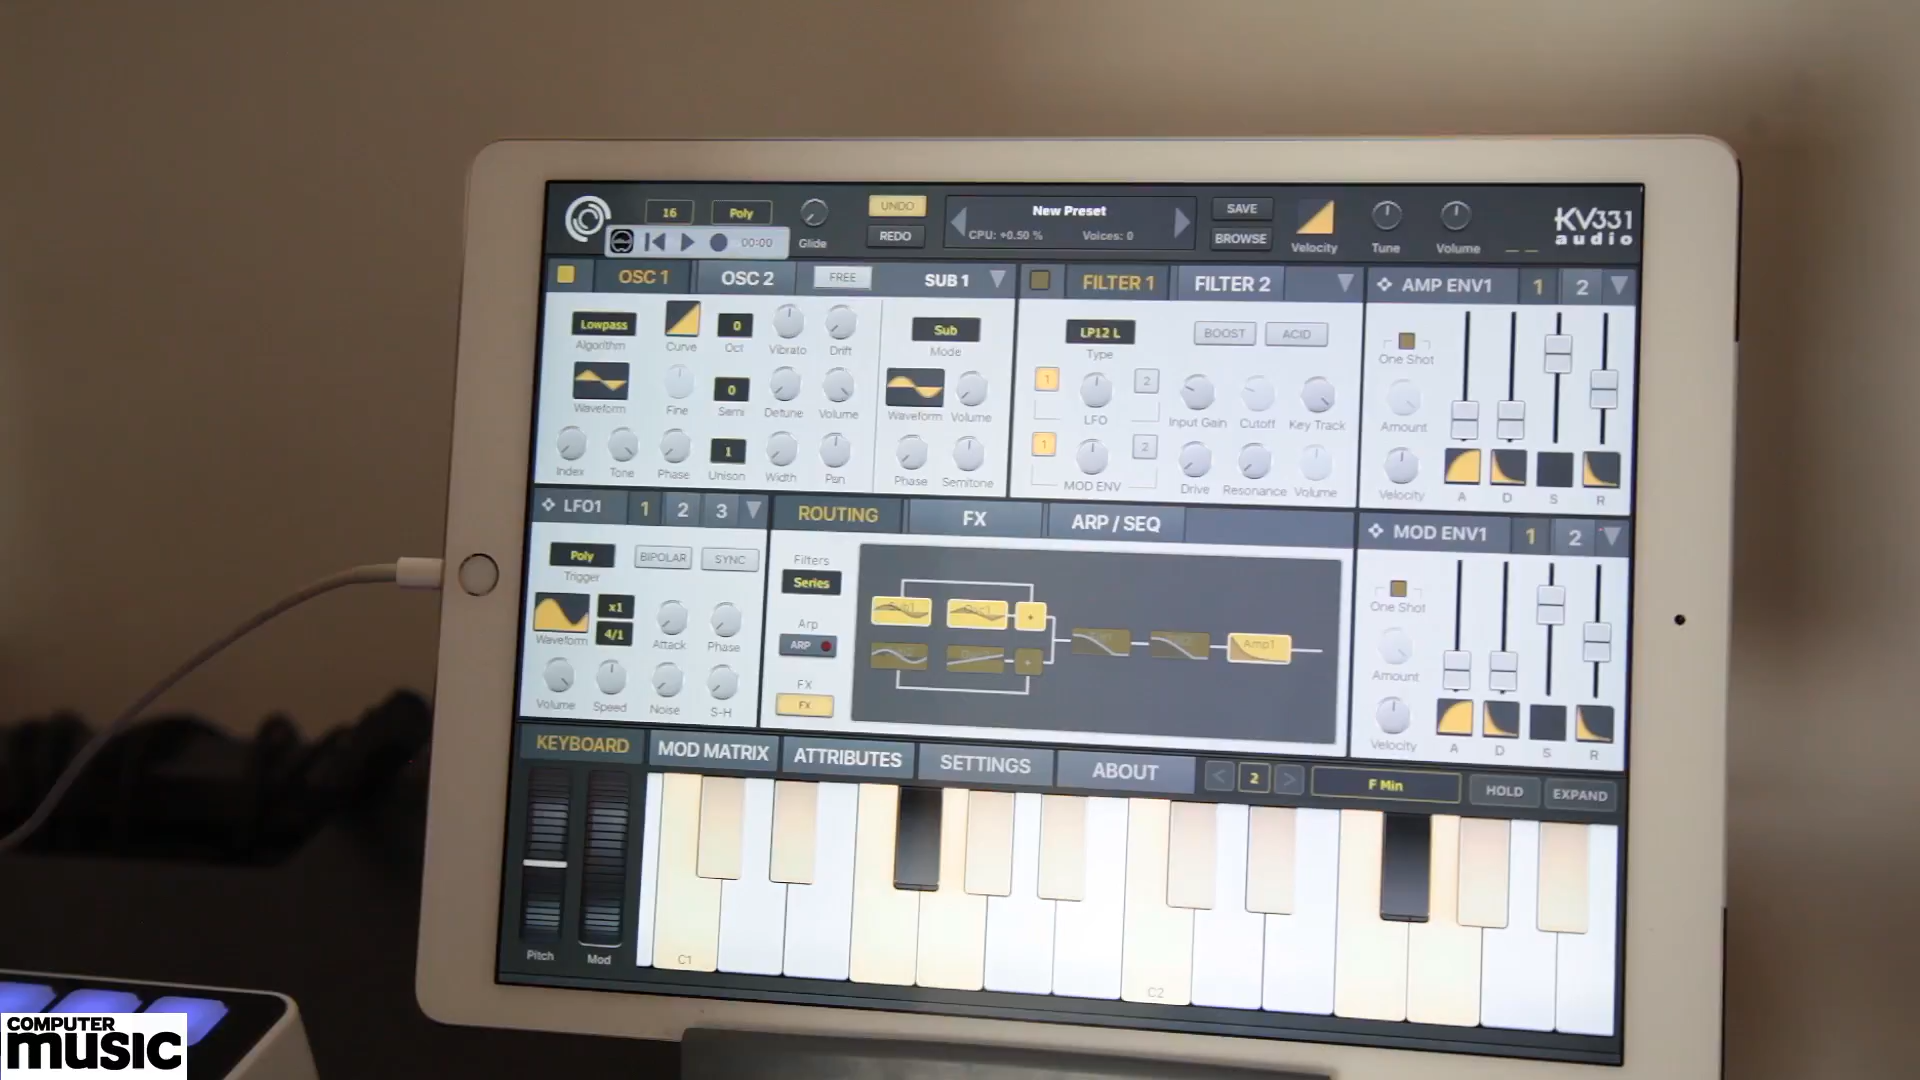 16
Poly
Glide
UNDO
REDO
New Preset
CPU: +0.50 %
Voices: 0
SAVE
BROWSE
Velocity
Tune
Volume
KV331
audio
00:00
OSC 1
OSC 2
FREE
SUB 1
Lowpass
Algorithm
Curve
0
Oct
Vibrato
Drift
Waveform
Fine
0
Semi
Detune
Volume
Index
Tone
Phase
1
Unison
Width
Pan
Sub
Mode
Waveform
Volume
Phase
Semitone
FILTER 1
FILTER 2
LP12 L
Type
BOOST
ACID
1
LFO
2
Input Gain
Cutoff
Key Track
1
2
MOD ENV
Drive
Resonance
Volume
AMP ENV1
1
2
One Shot
Amount
Velocity
A
D
S
R
LFO1
1
2
3
Poly
Trigger
BIPOLAR
SYNC
Waveform
x1
4/1
Attack
Phase
Volume
Speed
Noise
S-H
ROUTING
FX
ARP / SEQ
Filters
Series
Arp
ARP
FX
FX
Amp1
MOD ENV1
1
2
One Shot
Amount
Velocity
A
D
S
R
KEYBOARD
MOD MATRIX
ATTRIBUTES
SETTINGS
ABOUT
<
2
>
F Min
HOLD
EXPAND
Pitch
Mod
C1
C2
COMPUTER
music